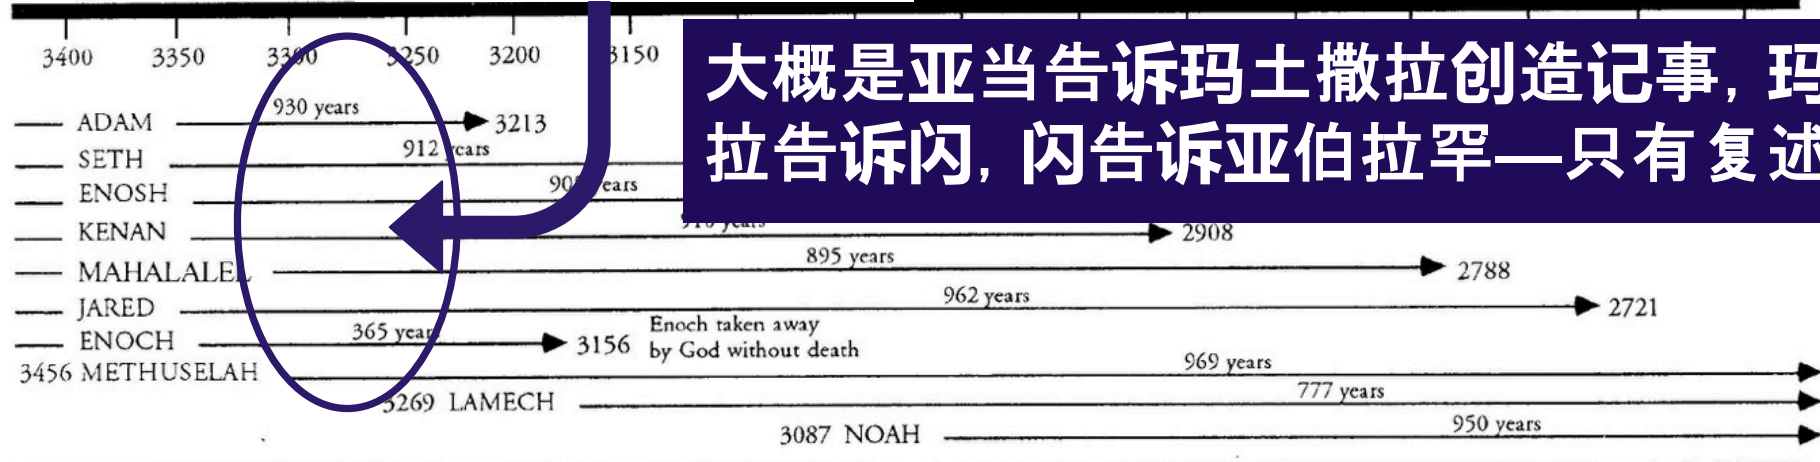 3400 3350 3300 3250 3200 3150
大概是亚当告诉玛土撒拉创造记事, 玛
拉告诉闪, 闪告诉亚伯拉罕—只有复述
930 years
ADAM 3213
912 years
SETH
years
ENOSH
KENAN 2908
895 years
MAHALALEL 2788
962 years
JARED 2721
365 years
ENOCH 3156
Enoch taken away
by God without death
969 years
3456 METHUSELAH
777 years
3269 LAMECH
950 years
3087 NOAH